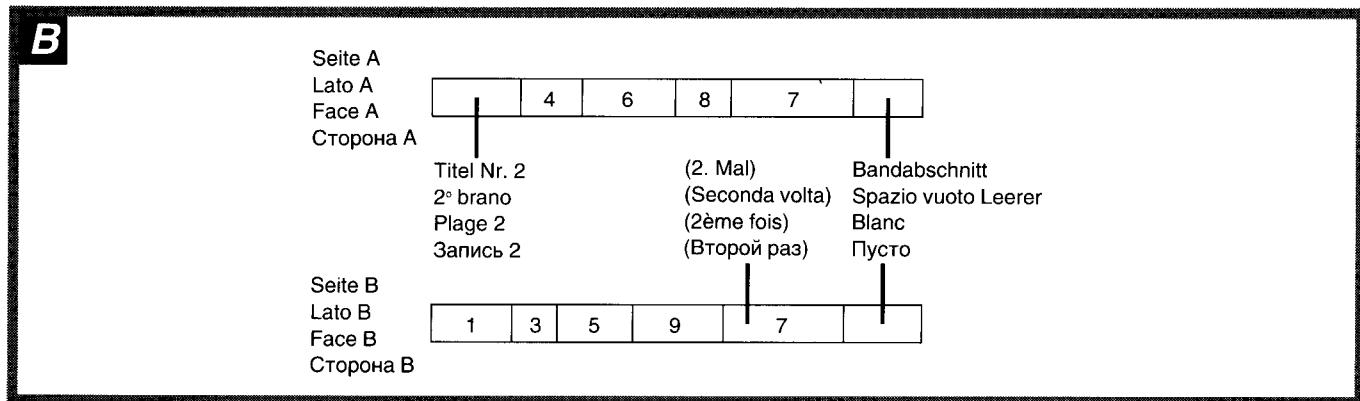 B
Seite A
Lato A
Face A
Сторона А
4 6 8 7
Titel Nr. 2
2° brano
Plage 2
Запись 2
(2. Mal)
(Seconda volta)
(2ème fois)
(Второй раз)
Bandabschnitt
Spazio vuoto Leerer
Blanc
Пусто
Seite B
Lato B
Face B
Сторона В
1 3 5 9 7